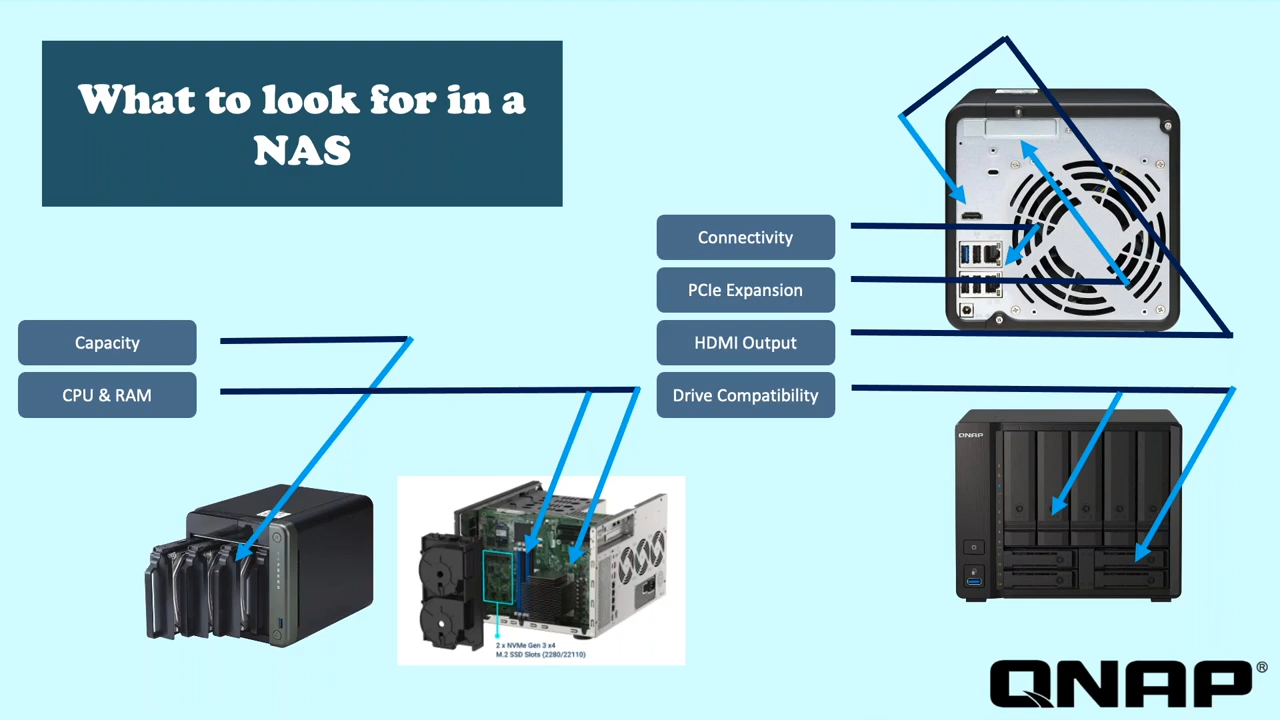 What to look for in a
NAS
Connectivity
PCIe Expansion
HDMI Output
Drive Compatibility
Capacity
CPU & RAM
QNAP
2 x NVMe Gen 3 x4
M.2 SSD Slots (2280/22110)
QNAP®